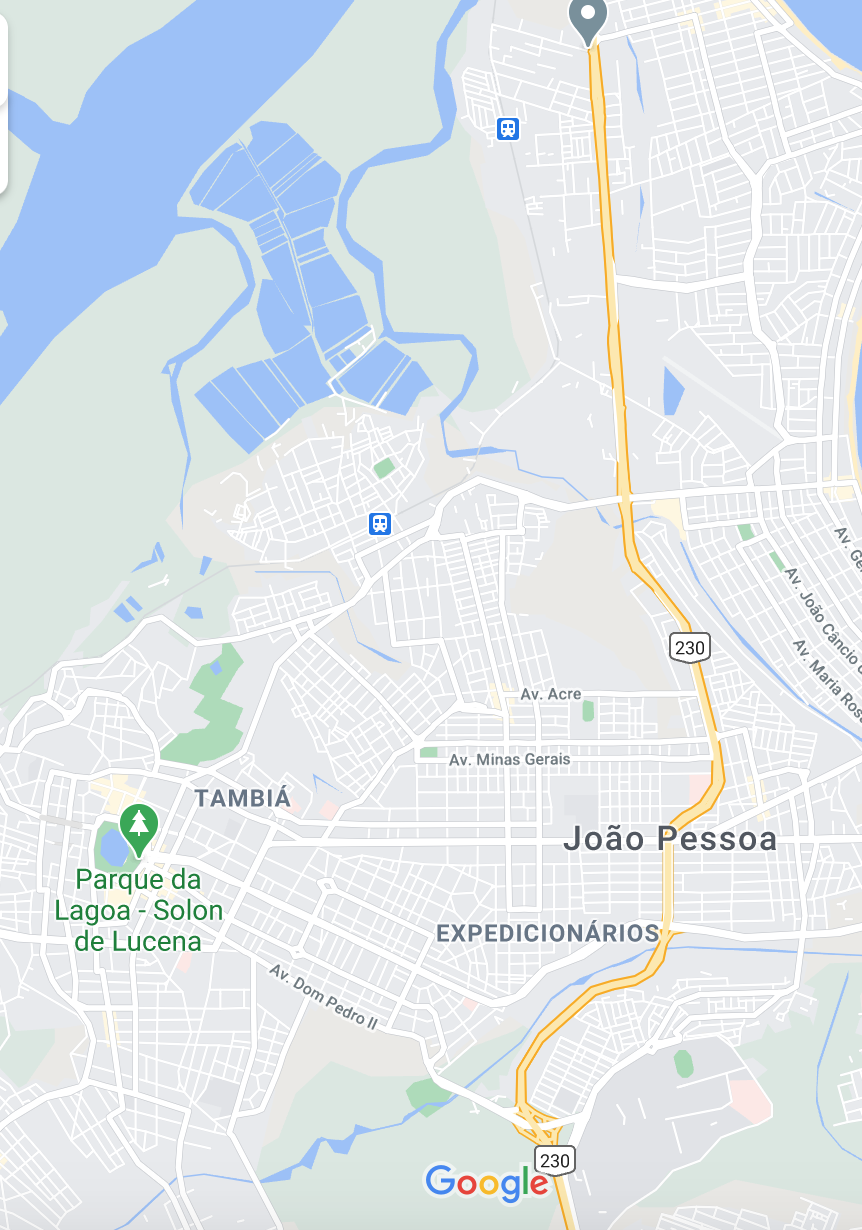 Av. João Câncio
Av. Maria Rosa
230
Av. Acre
Av. Minas Gerais
TAMBIÁ
João Pessoa
Parque da
Lagoa - Solon
de Lucena
EXPEDICIONÁRIOS
Av. Dom Pedro II
230
Google